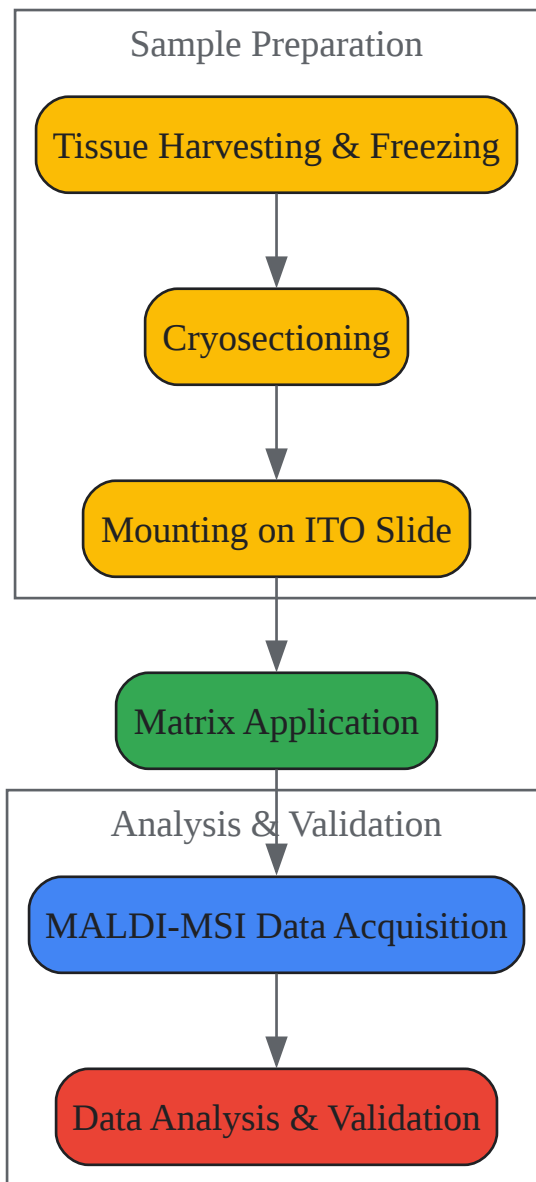 Sample Preparation
Tissue Harvesting & Freezing
Cryosectioning
Mounting on ITO Slide
Matrix Application
Analysis & Validation
MALDI-MSI Data Acquisition
Data Analysis & Validation